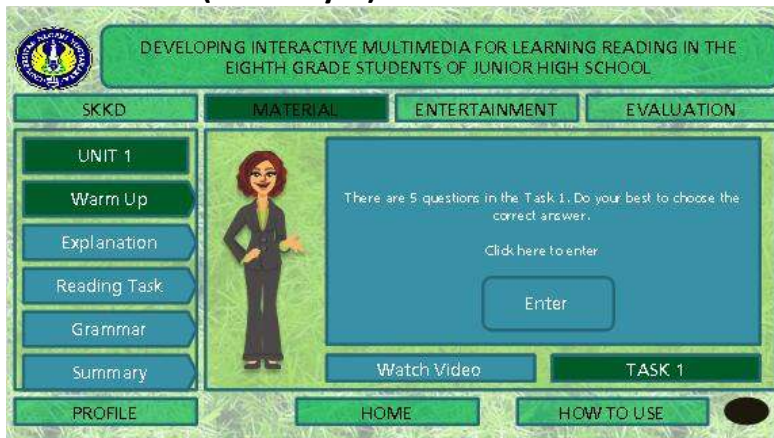 DEVELOPING INTERACTIVE MULTIMEDIA FOR LEARNING READING IN THE
EIGHTH GRADE STUDENTS OF JUNIOR HIGH SCHOOL
SKKD
MATERIAL
ENTERTAINMENT
EVALUATION
UNIT 1
Warm Up
Explanation
Reading Task
Grammar
Summary
There are 5 questions in the Task 1. Do your best to choose the
correct answer.
Click here to enter
Enter
Watch Video
TASK 1
PROFILE
HOME
HOW TO USE